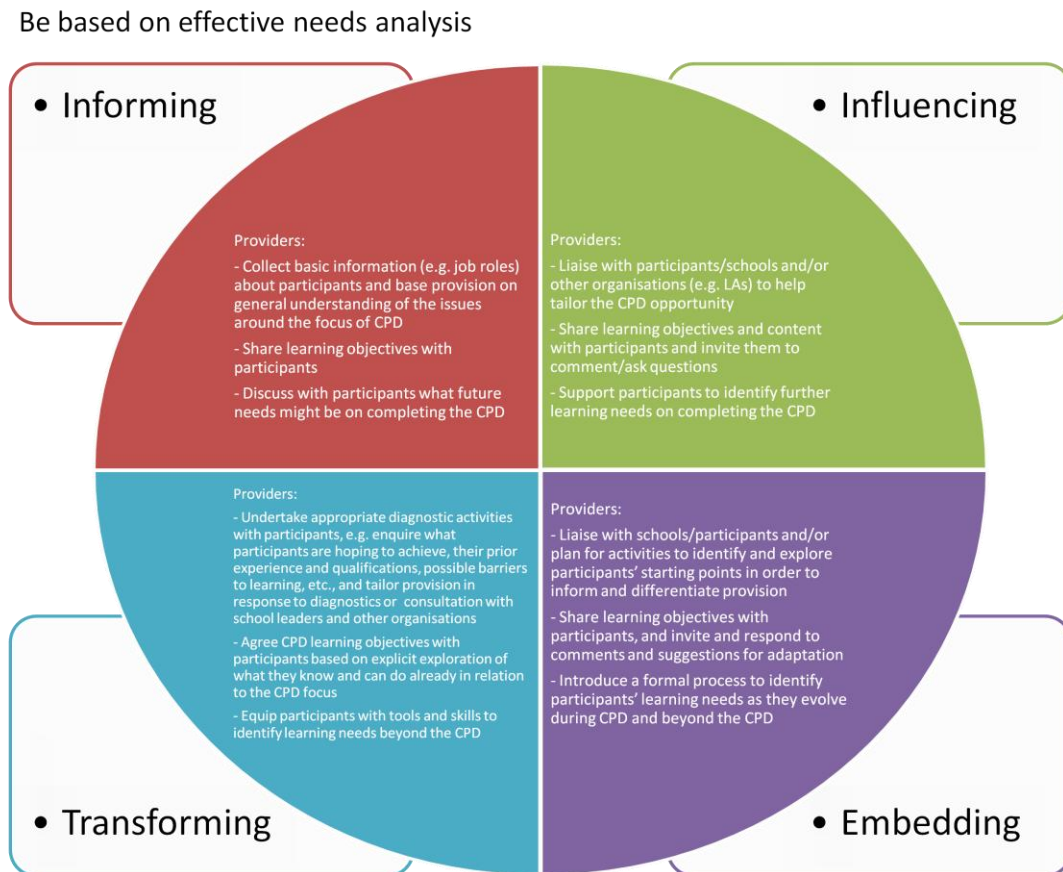 Be based on effective needs analysis
• Informing
• Influencing
Providers:
- Collect basic information (e.g. job roles)
about participants and base provision on
general understanding of the issues
around the focus of CPD
- Share learning objectives with
participants
- Discuss with participants what future
needs might be on completing the CPD
Providers:
- Liaise with participants/schools and/or
other organisations (e.g. LAs) to help
tailor the CPD opportunity
- Share learning objectives and content
with participants and invite them to
comment/ask questions
- Support participants to identify further
learning needs on completing the CPD
Providers:
- Undertake appropriate diagnostic activities
with participants, e.g. enquire what
participants are hoping to achieve, their prior
experience and qualifications, possible barriers
to learning, etc., and tailor provision in
response to diagnostics or consultation with
school leaders and other organisations
- Agree CPD learning objectives with
participants based on explicit exploration of
what they know and can do already in relation
to the CPD focus
- Equip participants with tools and skills to
identify learning needs beyond the CPD
Providers:
- Liaise with schools/participants and/or
plan for activities to identify and explore
participants’ starting points in order to
inform and differentiate provision
- Share learning objectives with
participants, and invite and respond to
comments and suggestions for adaptation
- Introduce a formal process to identify
participants’ learning needs as they evolve
during CPD and beyond the CPD
• Transforming
• Embedding